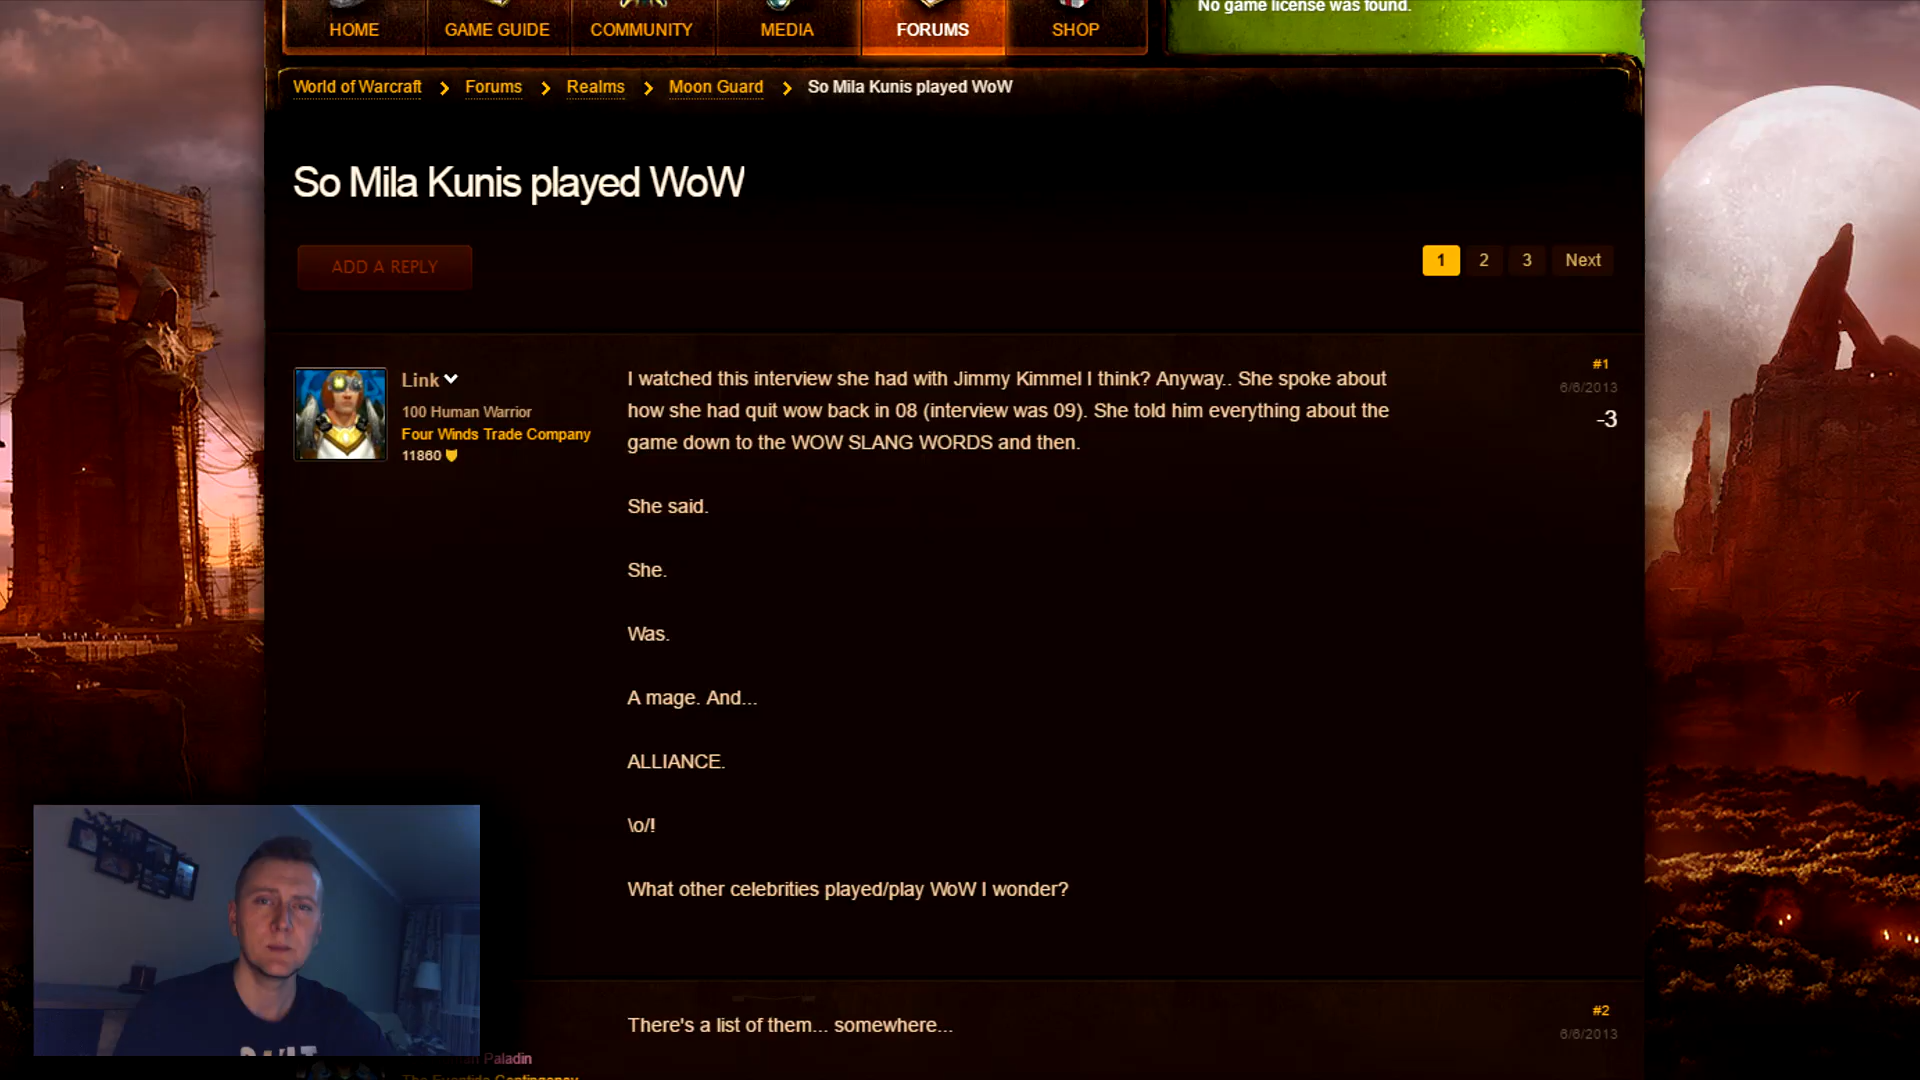 No game license was found.
HOME
GAME GUIDE
COMMUNITY
MEDIA
FORUMS
SHOP
World of Warcraft
Forums
Realms
Moon Guard
So Mila Kunis played WoW
So Mila Kunis played WoW
ADD A REPLY
1
2
3
Next
Link
100 Human Warrior
Four Winds Trade Company
11860
I watched this interview she had with Jimmy Kimmel I think? Anyway.. She spoke about
how she had quit wow back in 08 (interview was 09). She told him everything about the
game down to the WOW SLANG WORDS and then.
She said.
She.
Was.
A mage. And...
ALLIANCE.
\o/!
What other celebrities played/play WoW I wonder?
#1
6/6/2013
-3
There's a list of them... somewhere...
#2
6/6/2013
Paladin